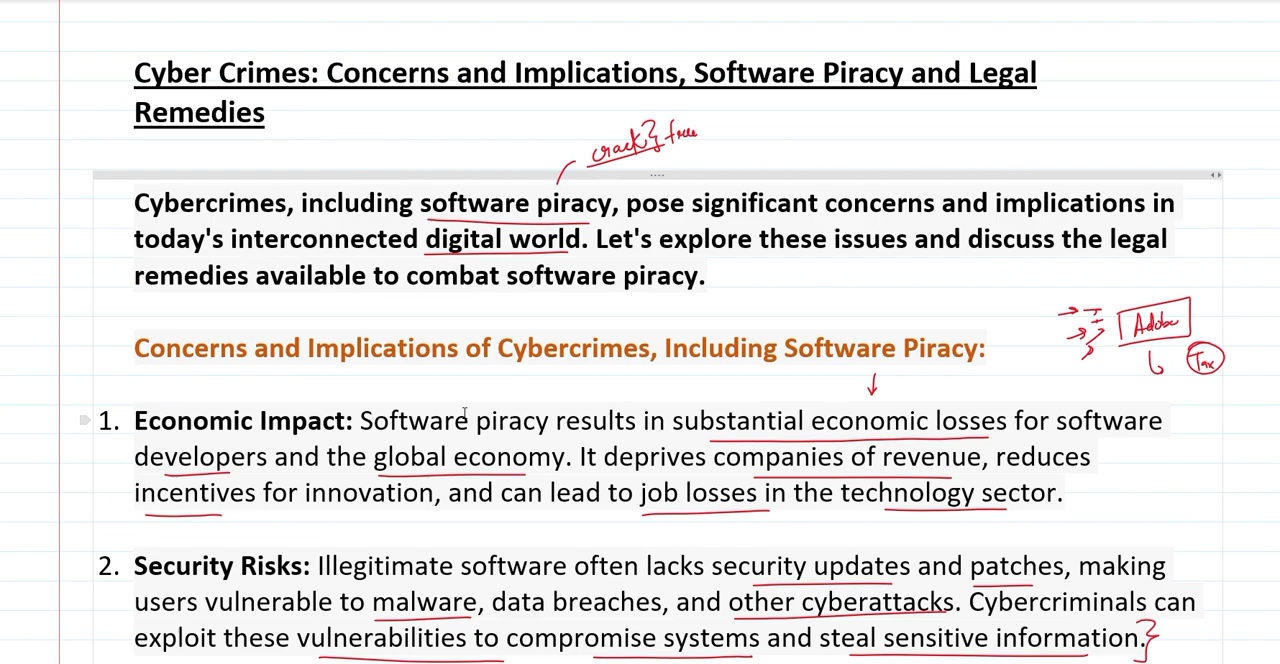 Cyber Crimes: Concerns and Implications, Software Piracy and Legal
Remedies
crack} free
Cybercrimes, including software piracy, pose significant concerns and implications in
today's interconnected digital world. Let's explore these issues and discuss the legal
remedies available to combat software piracy.
Adobe
Concerns and Implications of Cybercrimes, Including Software Piracy:
Tax
1. Economic Impact: Software piracy results in substantial economic losses for software
developers and the global economy. It deprives companies of revenue, reduces
incentives for innovation, and can lead to job losses in the technology sector.
2. Security Risks: Illegitimate software often lacks security updates and patches, making
users vulnerable to malware, data breaches, and other cyberattacks. Cybercriminals can
exploit these vulnerabilities to compromise systems and steal sensitive information.